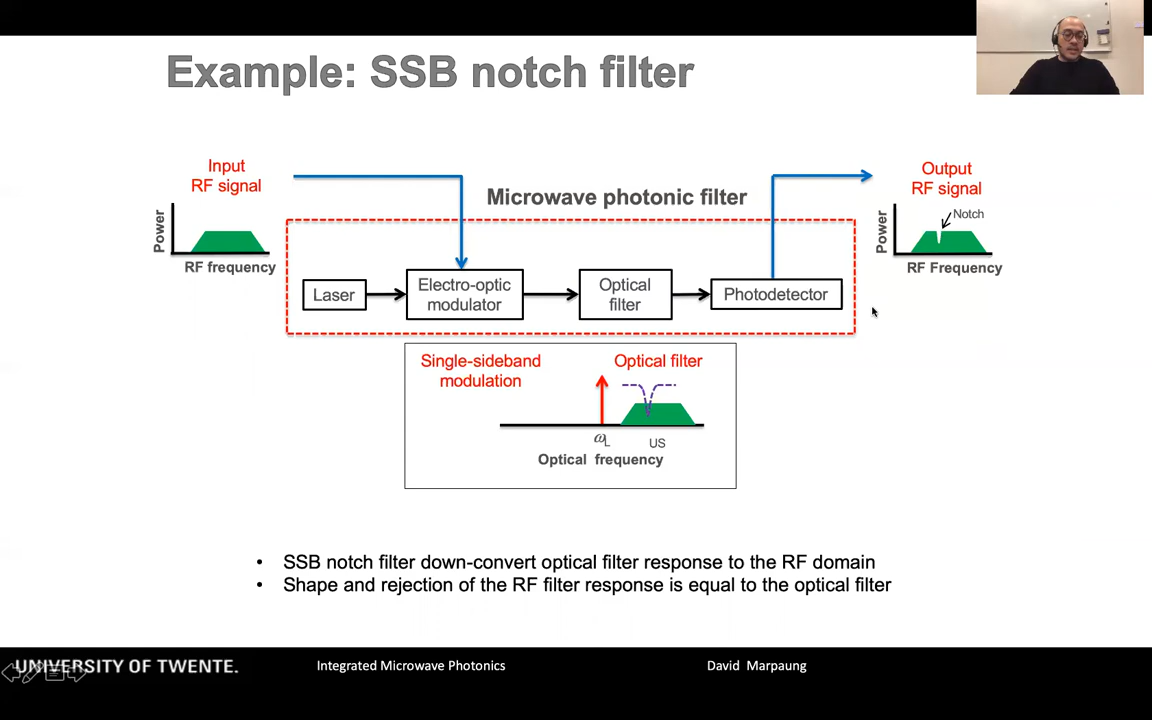 Example: SSB notch filter
Input
RF signal
Power
RF frequency
Microwave photonic filter
Output
RF signal
Power
Notch
RF Frequency
Laser
Electro-optic
modulator
Optical
filter
Photodetector
Single-sideband
modulation
Optical filter
ωL
US
Optical frequency
• SSB notch filter down-convert optical filter response to the RF domain
• Shape and rejection of the RF filter response is equal to the optical filter
UNIVERSITY OF TWENTE.
Integrated Microwave Photonics
David Marpaung